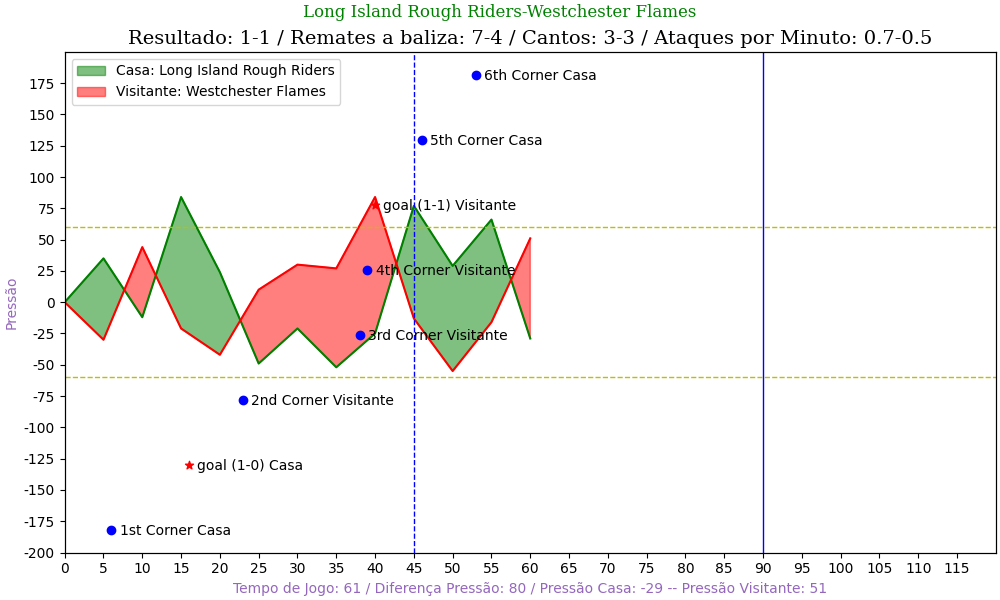 Long Island Rough Riders-Westchester Flames
Resultado: 1-1 / Remates a baliza: 7-4 / Cantos: 3-3 / Ataques por Minuto: 0.7-0.5
Casa: Long Island Rough Riders
Visitante: Westchester Flames
6th Corner Casa
5th Corner Casa
goal (1-1) Visitante
4th Corner Visitante
3rd Corner Visitante
2nd Corner Visitante
goal (1-0) Casa
1st Corner Casa
Pressão
175
150
125
100
75
50
25
0
-25
-50
-75
-100
-125
-150
-175
-200
0 5 10 15 20 25 30 35 40 45 50 55 60 65 70 75 80 85 90 95 100 105 110 115
Tempo de Jogo: 61 / Diferença Pressão: 80 / Pressão Casa: -29 -- Pressão Visitante: 51